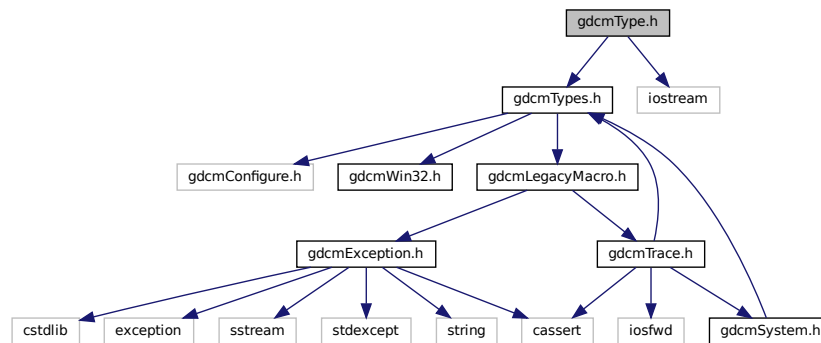 gdcmType.h
gdcmTypes.h
iostream
gdcmConfigure.h
gdcmWin32.h
gdcmLegacyMacro.h
gdcmException.h
gdcmTrace.h
cstdlib
exception
sstream
stdexcept
string
cassert
iosfwd
gdcmSystem.h